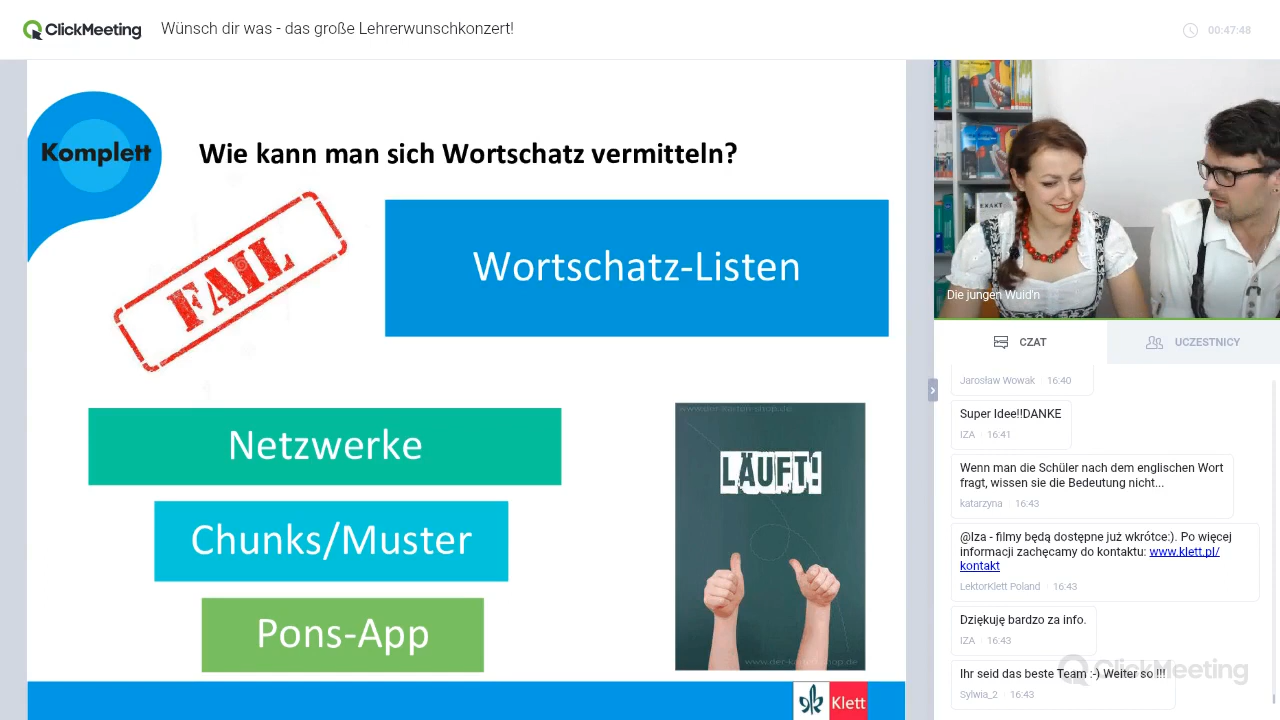 ClickMeeting
Wünsch dir was - das große Lehrerwunschkonzert!
00:47:48
Komplett
Wie kann man sich Wortschatz vermitteln?
FAIL
Wortschatz-Listen
Netzwerke
Chunks/Muster
Pons-App
LÄUFT!
Klett
EXAKT
Die jungen Wuid'n
CZAT
UCZESTNICY
Jarosław Wowak 16:40
Super Idee!!DANKE
IZA · 16:41
Wenn man die Schüler nach dem englischen Wort
fragt, wissen sie die Bedeutung nicht...
katarzyna · 16:43
@Iza - filmy będą dostępne już wkrótce:). Po więcej
informacji zachęcamy do kontaktu: www.klett.pl/
kontakt
LektorKlett Poland · 16:43
Dziękuję bardzo za info.
IZA · 16:43
Ihr seid das beste Team :-) Weiter so !!!
Sylwia_2 · 16:43
ClickMeeting